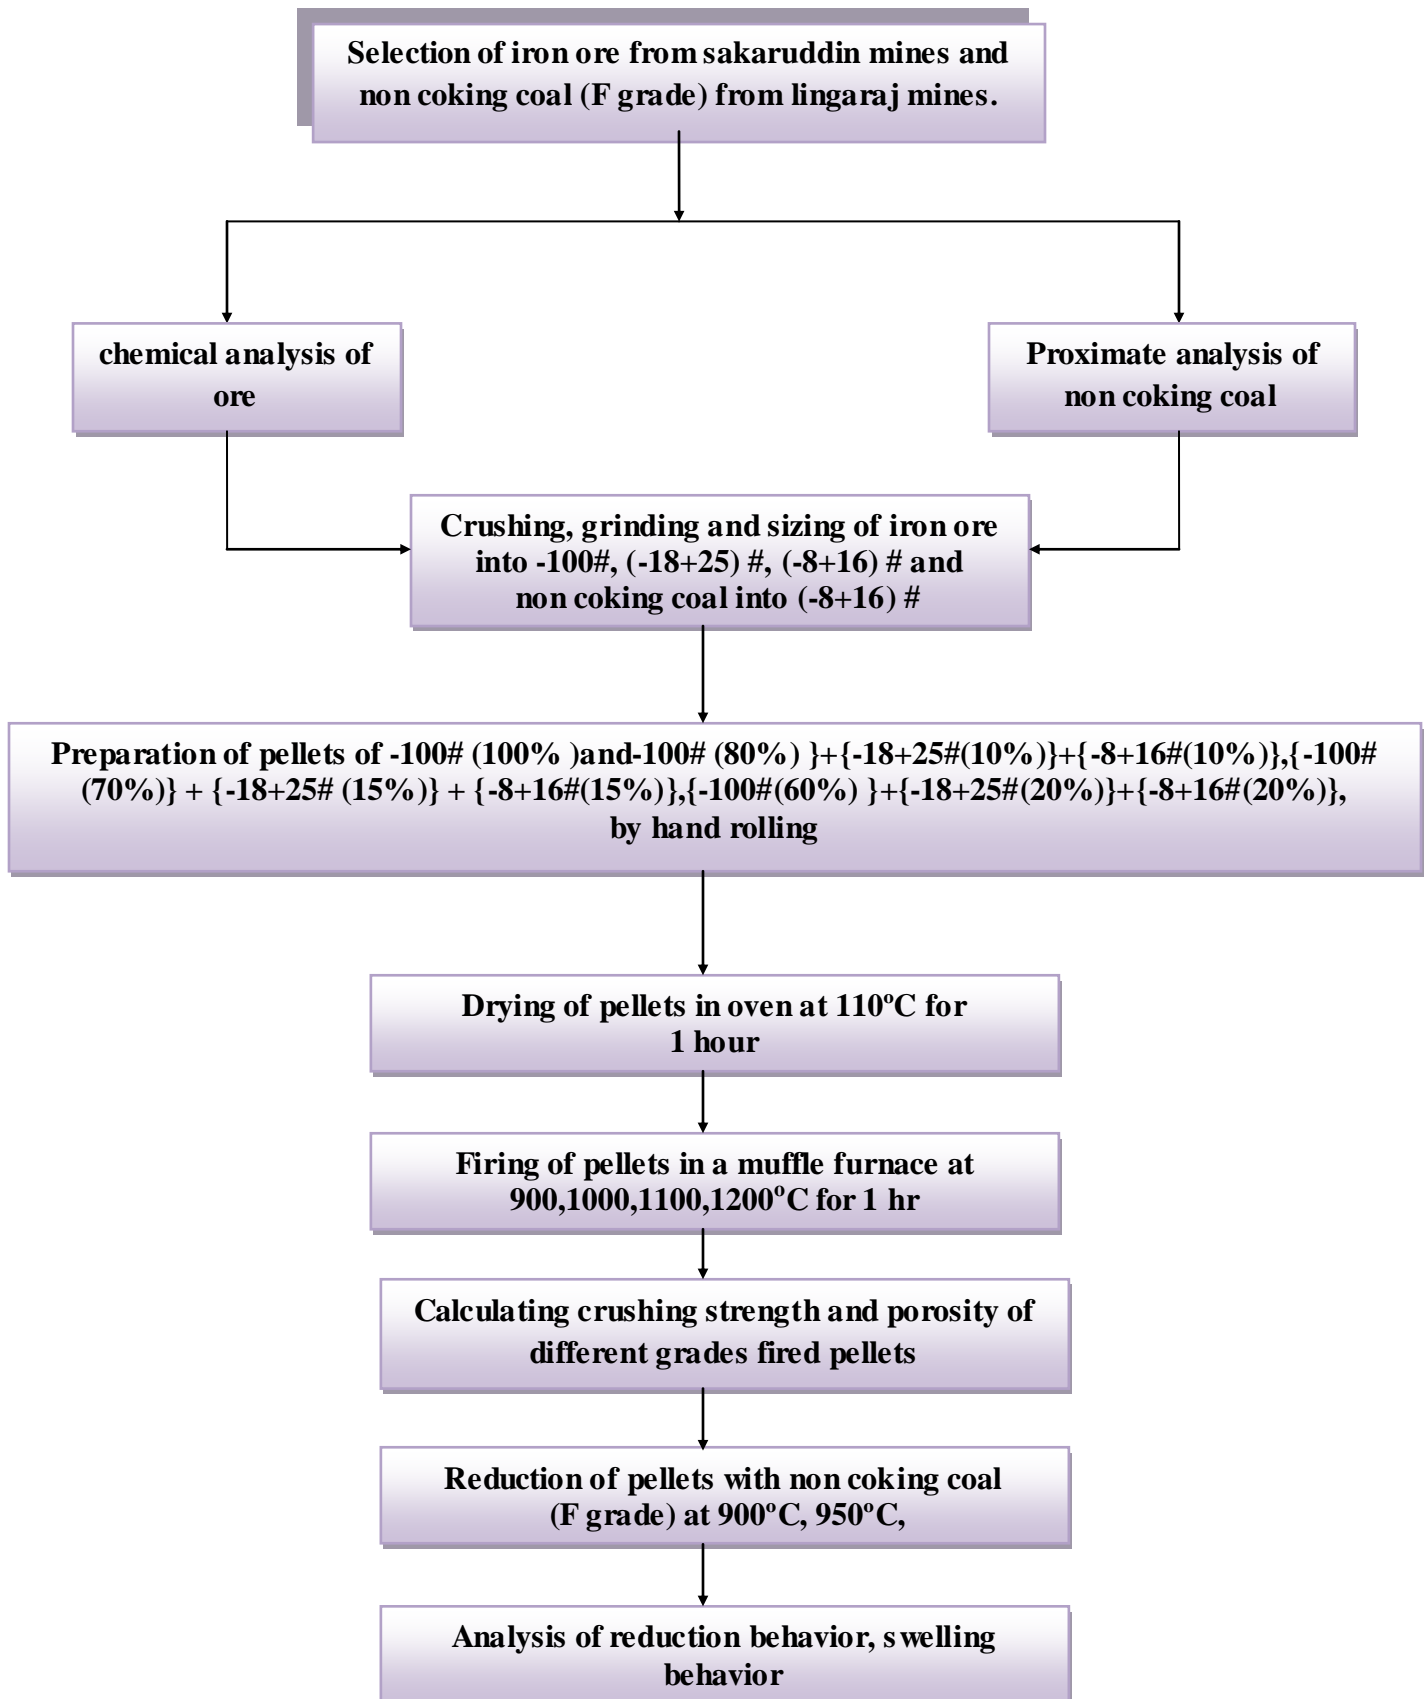 Selection of iron ore from sakaruddin mines and
non coking coal (F grade) from lingaraj mines.
chemical analysis of
ore
Proximate analysis of
non coking coal
Crushing, grinding and sizing of iron ore
into -100#, (-18+25) #, (-8+16) # and
non coking coal into (-8+16) #
Preparation of pellets of -100# (100% )and-100# (80%) }+{-18+25#(10%)}+{-8+16#(10%)},{-100#
(70%)} + {-18+25# (15%)} + {-8+16#(15%)},{-100#(60%) }+{-18+25#(20%)}+{-8+16#(20%)},
by hand rolling
Drying of pellets in oven at 110ºC for
1 hour
Firing of pellets in a muffle furnace at
900,1000,1100,1200ºC for 1 hr
Calculating crushing strength and porosity of
different grades fired pellets
Reduction of pellets with non coking coal
(F grade) at 900ºC, 950ºC,
Analysis of reduction behavior, swelling
behavior